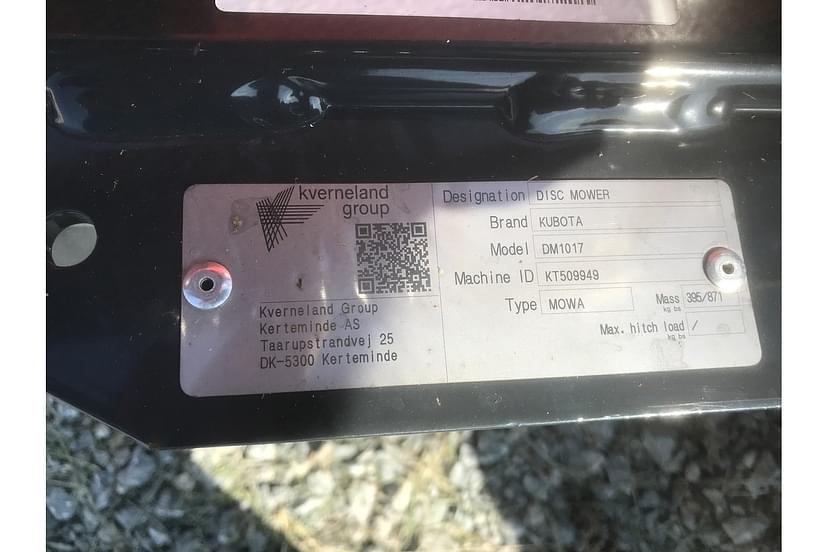 kverneland
group
Kverneland Group
Kerteminde AS
Taarupstrandvej 25
DK-5300 Kerteminde
Designation DISC MOWER
Brand KUBOTA
Model DM1017
Machine ID KT509949
Type MOWA Mass kg lbs 395/871
Max. hitch load kg lbs /